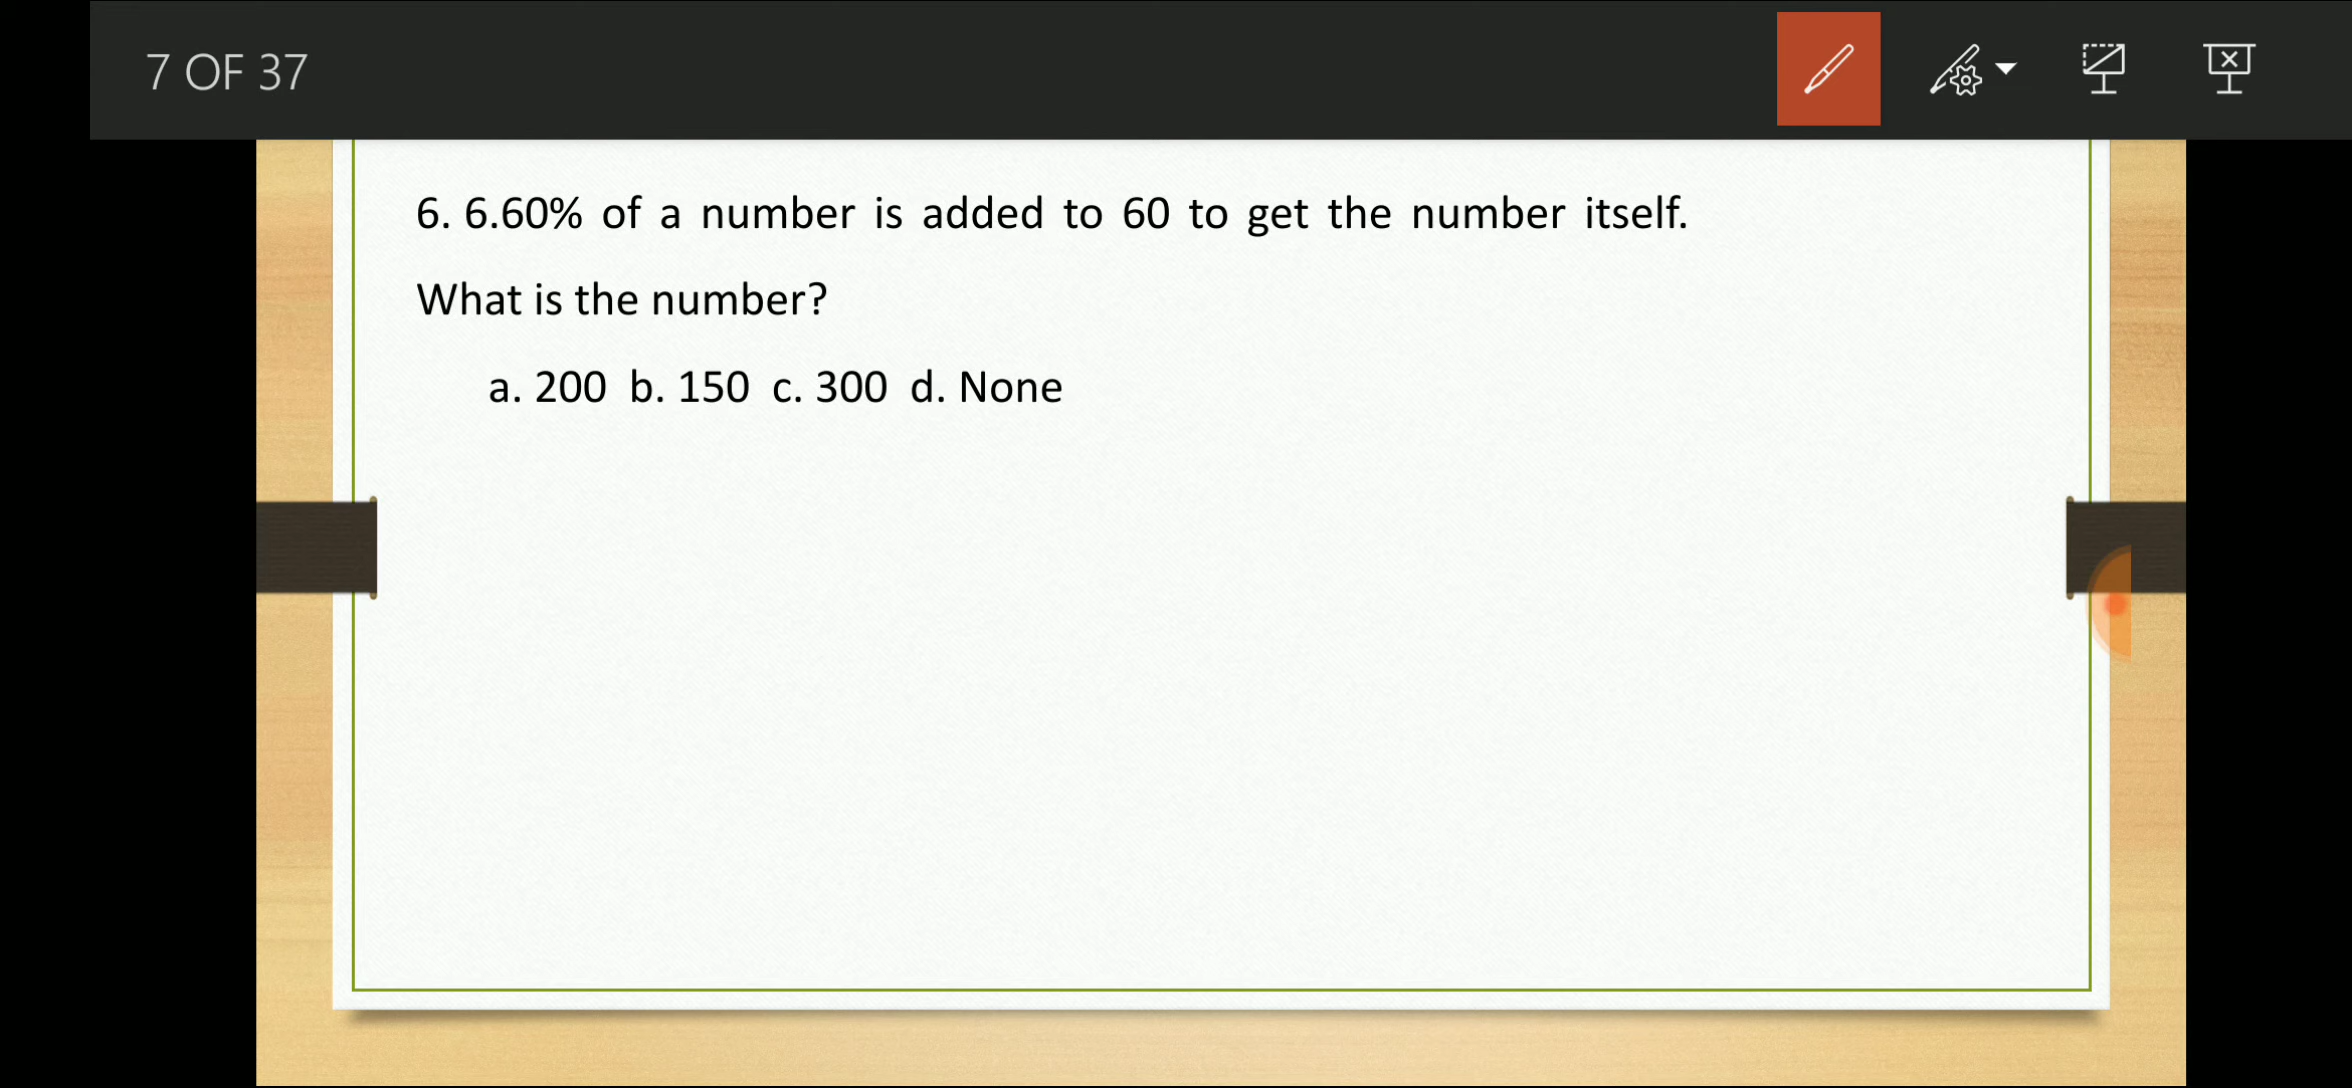 7 OF 37
6. 6.60% of a number is added to 60 to get the number itself.
What is the number?
a. 200 b. 150 c. 300 d. None